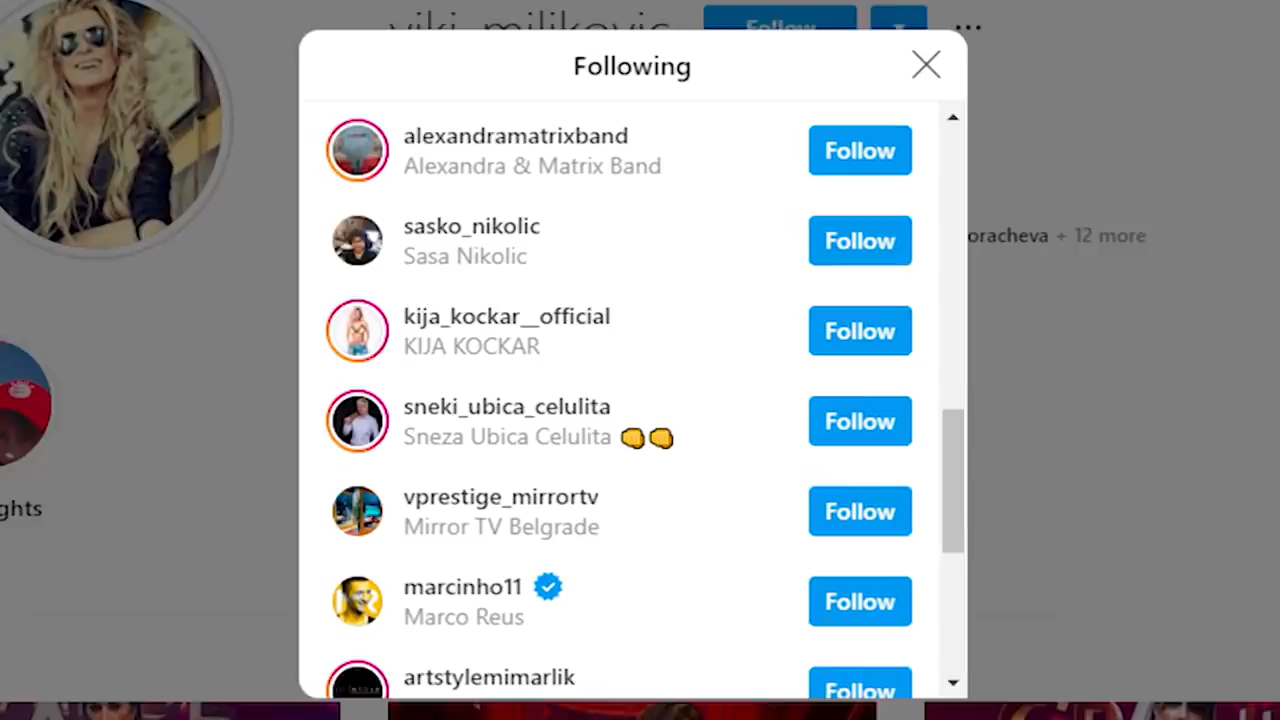 viki_miljkovic Follow ...
Following
alexandramatrixband
Alexandra & Matrix Band
Follow
sasko_nikolic
Sasa Nikolic
Follow
oracheva + 12 more
kija_kockar__official
KIJA KOCKAR
Follow
sneki_ubica_celulita
Sneza Ubica Celulita 👊👊
Follow
vprestige_mirrortv
Mirror TV Belgrade
Follow
ghts
marcinho11
Marco Reus
Follow
artstylemimarlik
Follow